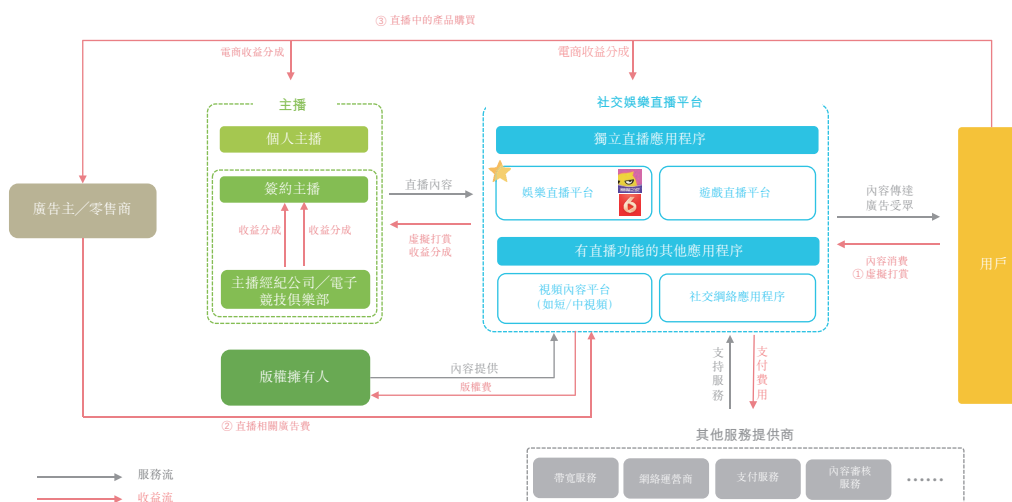 ③ 直播中的產品購買
電商收益分成
電商收益分成
主播
個人主播
簽約主播
收益分成
收益分成
主播經紀公司／電子
競技俱樂部
廣告主／零售商
直播內容
虛擬打賞
收益分成
社交娛樂直播平台
獨立直播應用程序
娛樂直播平台
遊戲直播平台
有直播功能的其他應用程序
視頻內容平台
(如短/中視頻)
社交網絡應用程序
內容傳達
廣告受眾
內容消費
①虛擬打賞
用戶
版權擁有人
內容提供
版權費
② 直播相關廣告費
支持服務
支付費用
其他服務提供商
帶寬服務
網絡運營商
支付服務
內容審核
服務
……
服務流
收益流